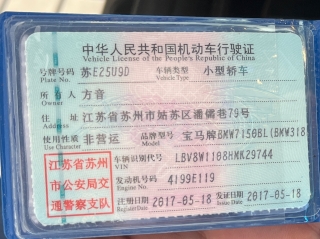 中华人民共和国机动车行驶证
Vehicle License of the People's Republic of China
号牌号码 苏E25U9D 车辆类型 小型轿车
Plate No. Vehicle Type
所有人 方音
Owner
住址 江苏省苏州市姑苏区潘儒巷79号
Address
使用性质 非营运 品牌型号 宝马牌BMW7150BL(BMW318
Use Character Model
江苏省苏州
市公安局交
通警察支队
车辆识别代号 LBV8W1108HMK29744
VIN
发动机号码 4199E119
Engine No.
注册日期 2017-05-18 发证日期 2017-05-18
Register Date Issue Date